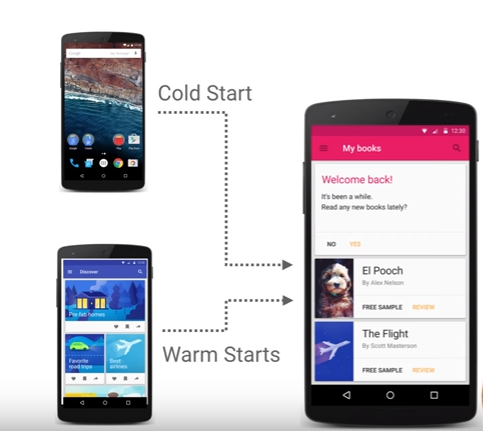 Google
Cold Start
12:30
My books
Welcome back!
It's been a while.
Read any new books lately?
NO YES
El Pooch
By Alex Nelson
FREE SAMPLE REVIEW
The Flight
By Scott Masterson
FREE SAMPLE REVIEW
Discover
Pre fab homes
Favorite
road trips
Best
airlines
Warm Starts